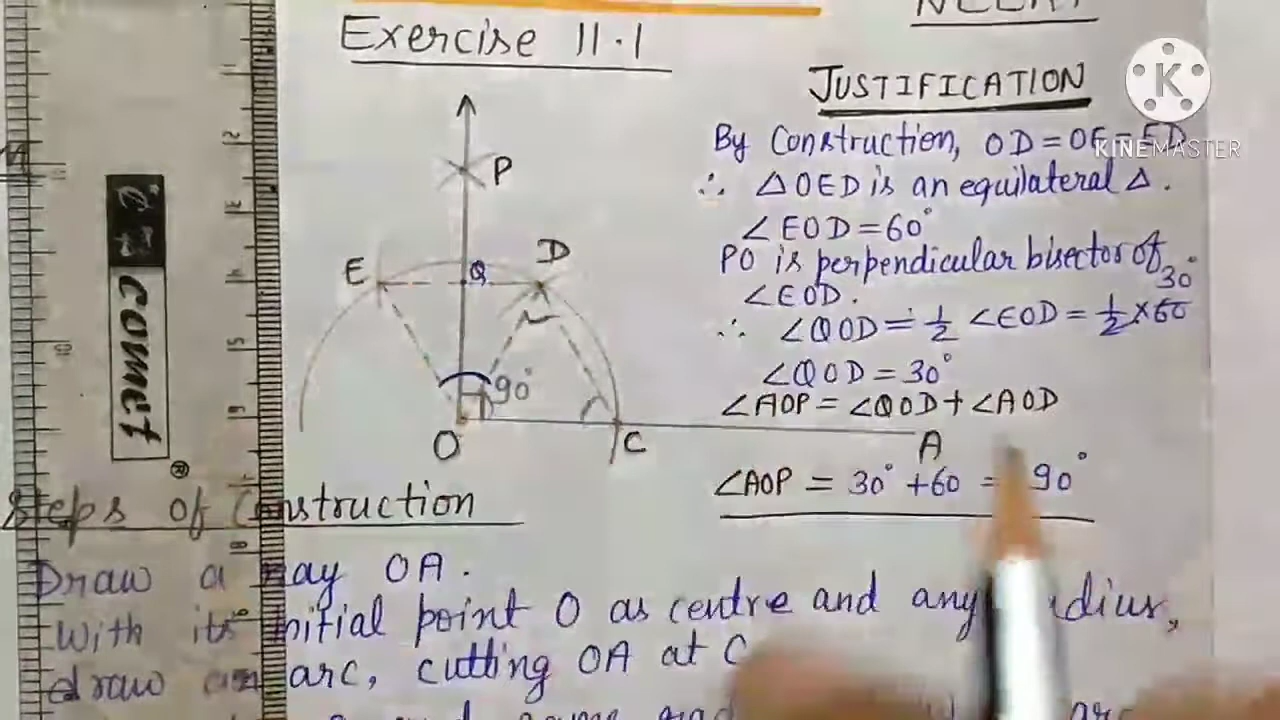 NCERT
Exercise 11.1
JUSTIFICATION
K
KINEMASTER
By Construction, OD = OE = ED
∴ △OED is an equilateral △.
∠EOD = 60°
PO is perpendicular bisector of
∠EOD.
30°
∴ ∠QOD = ½ ∠EOD = ½ × 60
∠QOD = 30°
∠AOP = ∠QOD + ∠AOD
∠AOP = 30° + 60 = 90°
P
E
Q
D
90°
O
C
A
comet
®
Steps of Construction
Draw a ray OA.
With its initial point O as centre and any radius,
draw an arc, cutting OA at C